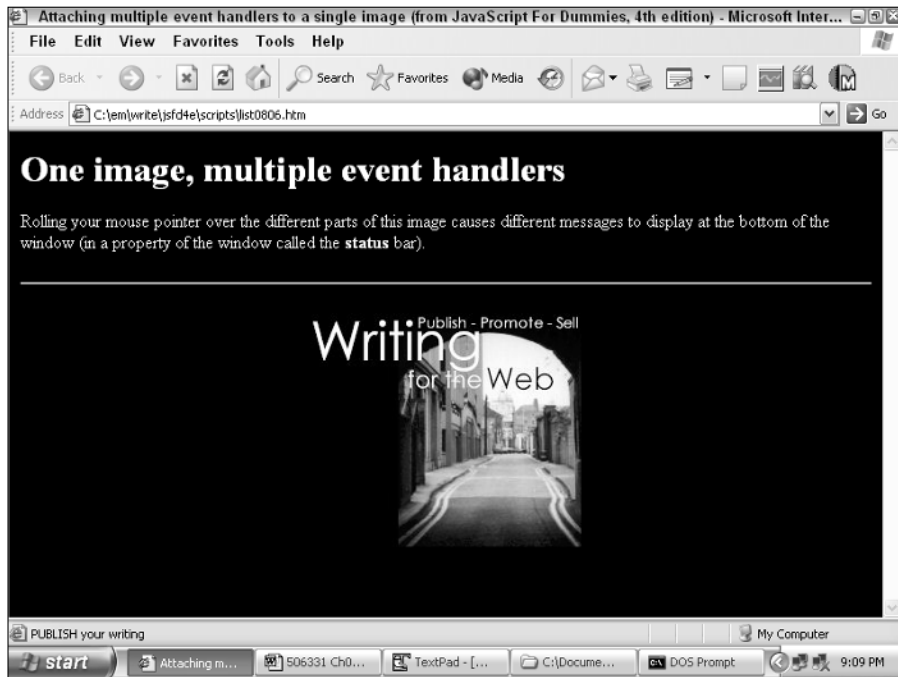 Attaching multiple event handlers to a single image (from JavaScript For Dummies, 4th edition) - Microsoft Inter...
File Edit View Favorites Tools Help
Back Search Favorites Media
Address C:\em\write\jsfd4e\scripts\list0806.htm Go
One image, multiple event handlers
Rolling your mouse pointer over the different parts of this image causes different messages to display at the bottom of the
window (in a property of the window called the status bar).
Publish - Promote - Sell
Writing
for the Web
PUBLISH your writing My Computer
start Attaching m... 506331 Ch0... TextPad - [... C:\Docume... DOS Prompt 9:09 PM